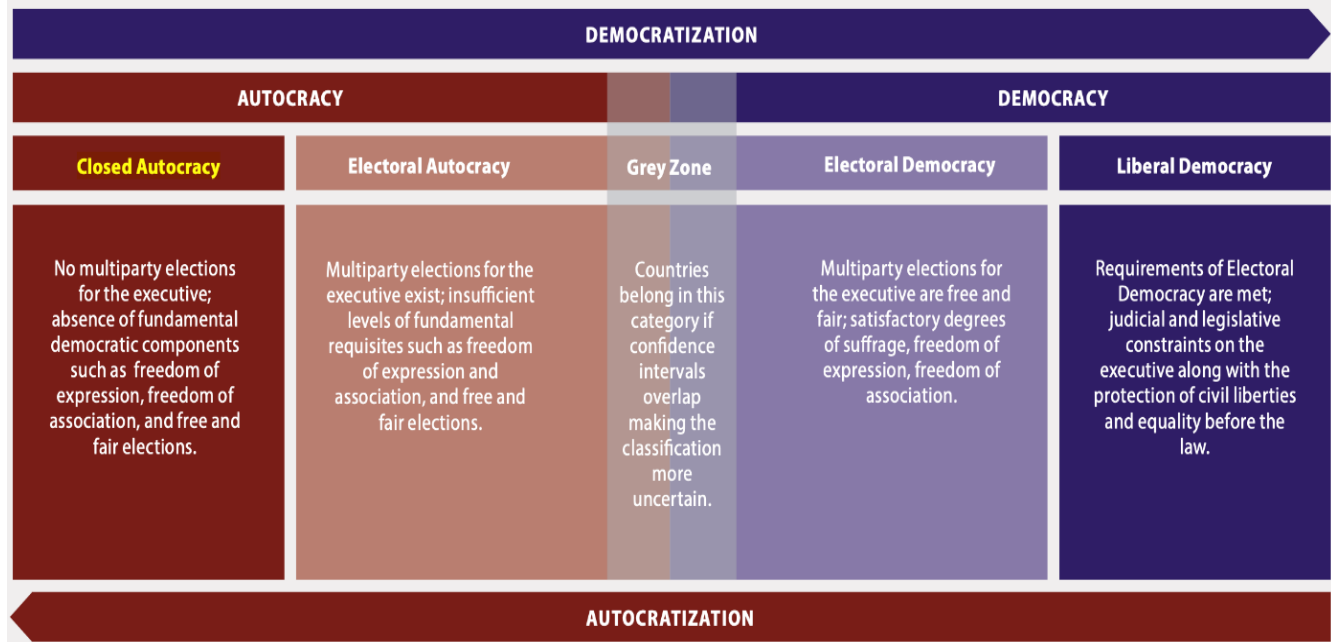 DEMOCRATIZATION
AUTOCRACY
DEMOCRACY
Closed Autocracy
Electoral Autocracy
Grey Zone
Electoral Democracy
Liberal Democracy
No multiparty elections
for the executive;
absence of fundamental
democratic components
such as freedom of
expression, freedom of
association, and free and
fair elections.
Multiparty elections for the
executive exist; insufficient
levels of fundamental
requisites such as freedom
of expression and
association, and free and
fair elections.
Countries
belong in this
category if
confidence
intervals
overlap
making the
classification
more
uncertain.
Multiparty elections for
the executive are free and
fair; satisfactory degrees
of suffrage, freedom of
expression, freedom of
association.
Requirements of Electoral
Democracy are met;
judicial and legislative
constraints on the
executive along with the
protection of civil liberties
and equality before the
law.
AUTOCRATIZATION